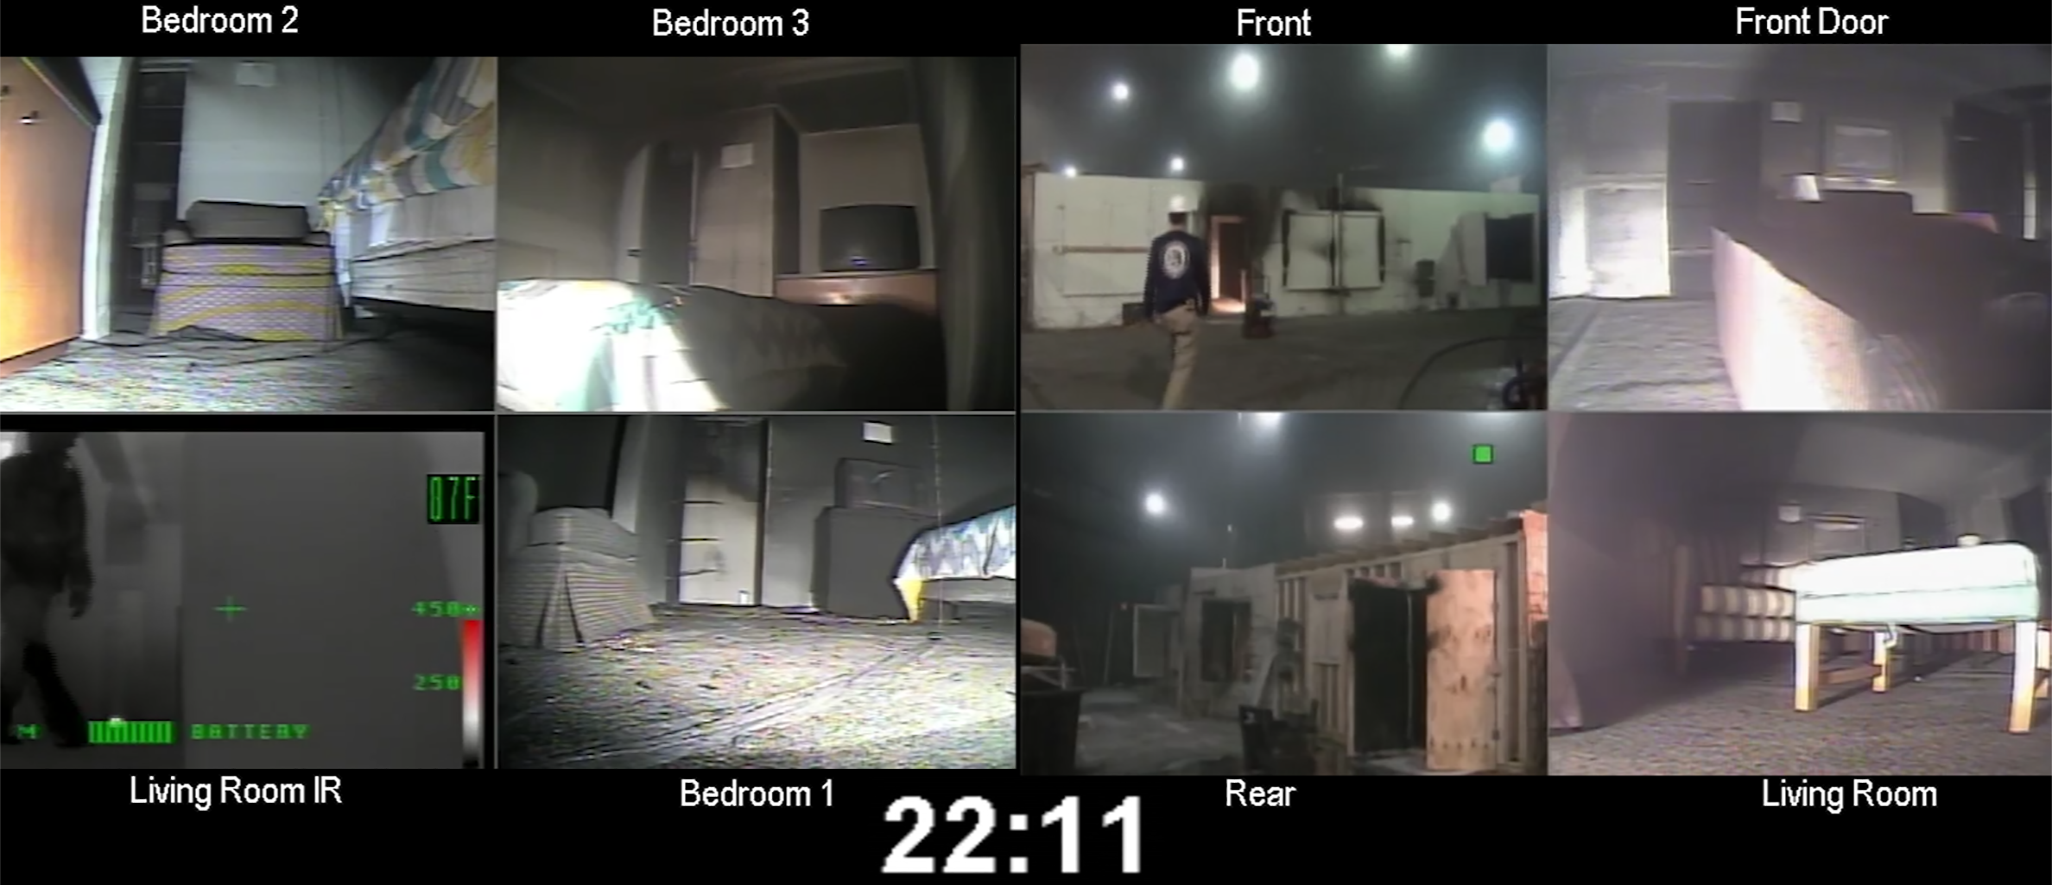 Bedroom 2
Bedroom 3
Front
Front Door
07F
450
250
M
BATTERY
Living Room IR
Bedroom 1
Rear
Living Room
22:11